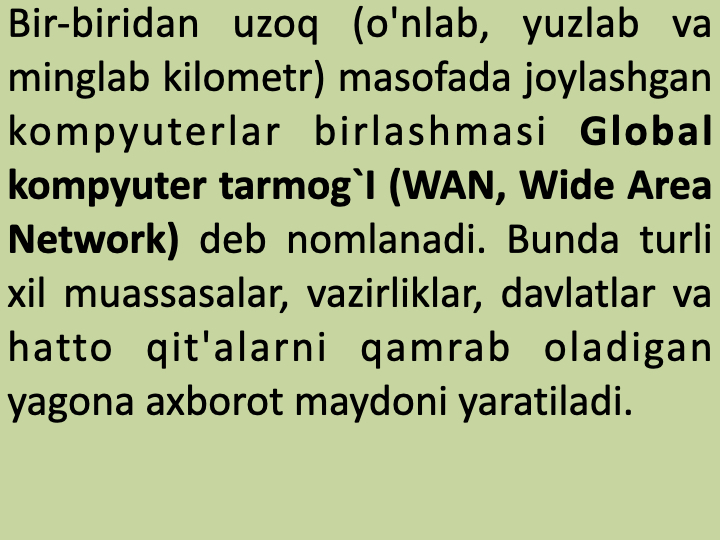 Bir-biridan uzoq (o'nlab, yuzlab va
minglab kilometr) masofada joylashgan
kompyuterlar birlashmasi Global
kompyuter tarmog`I (WAN, Wide Area
Network) deb nomlanadi. Bunda turli
xil muassasalar, vazirliklar, davlatlar va
hatto qit'alarni qamrab oladigan
yagona axborot maydoni yaratiladi.